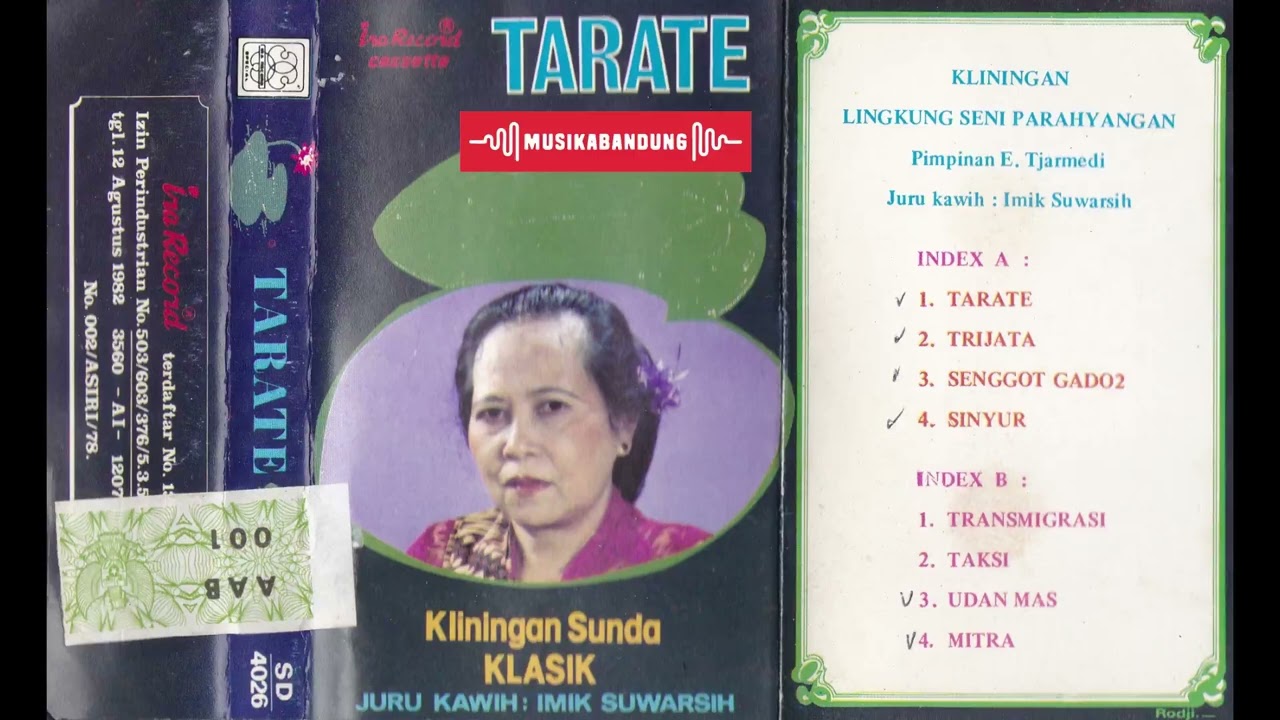 Ira Record
terdaftar No. 13
Izin Perindustrian No.503/603/376/5.3.5
tgl.12 Agustus 1982 3560 - AI- 1207
No. 002//ASIRI/78.
AAB
001
TARATE
SD
4026
Ira Record®
cassette
TARATE
MUSIKABANDUNG
Kliningan Sunda
KLASIK
JURU KAWIH: IMIK SUWARSIH
KLININGAN
LINGKUNG SENI PARAHYANGAN
Pimpinan E. Tjarmedi
Juru kawih : Imik Suwarsih
INDEX A :
1. TARATE
2. TRIJATA
3. SENGGOT GADO2
4. SINYUR
INDEX B :
1. TRANSMIGRASI
2. TAKSI
3. UDAN MAS
4. MITRA
Rodji.